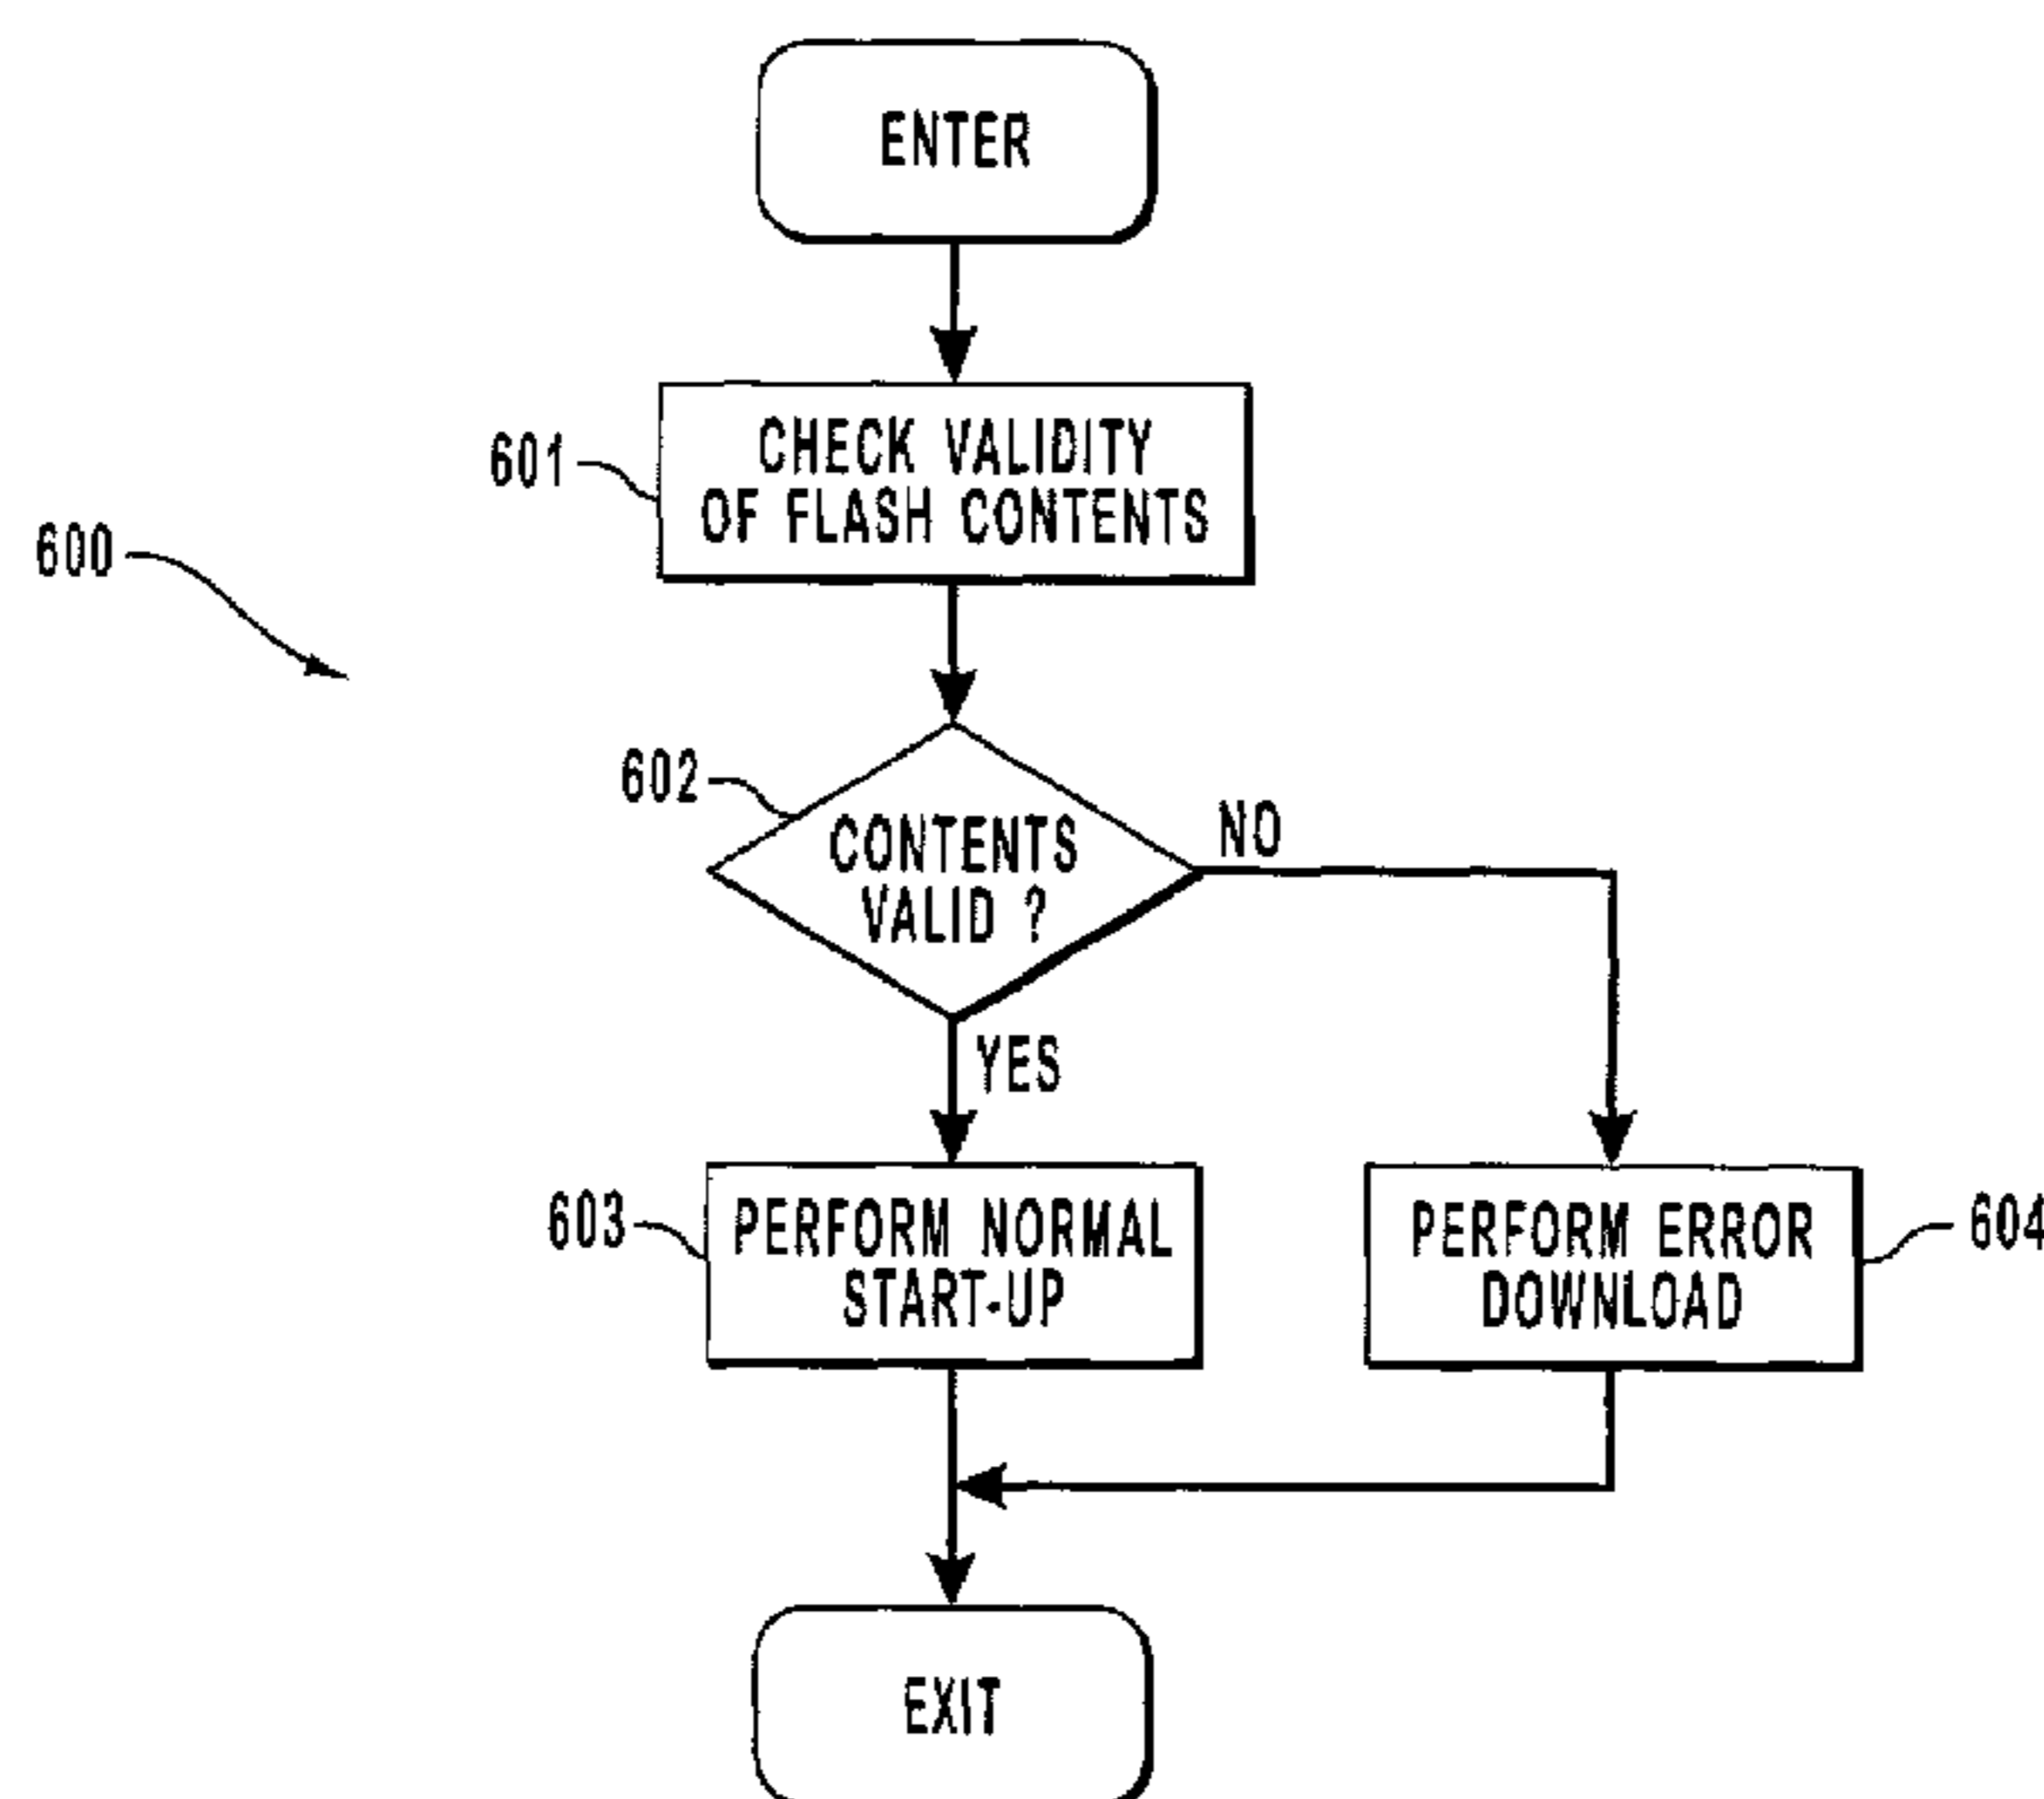 ENTER
601
CHECK VALIDITY
OF FLASH CONTENTS
600
602
CONTENTS
VALID ?
NO
YES
603
PERFORM NORMAL
START-UP
PERFORM ERROR
DOWNLOAD
604
EXIT